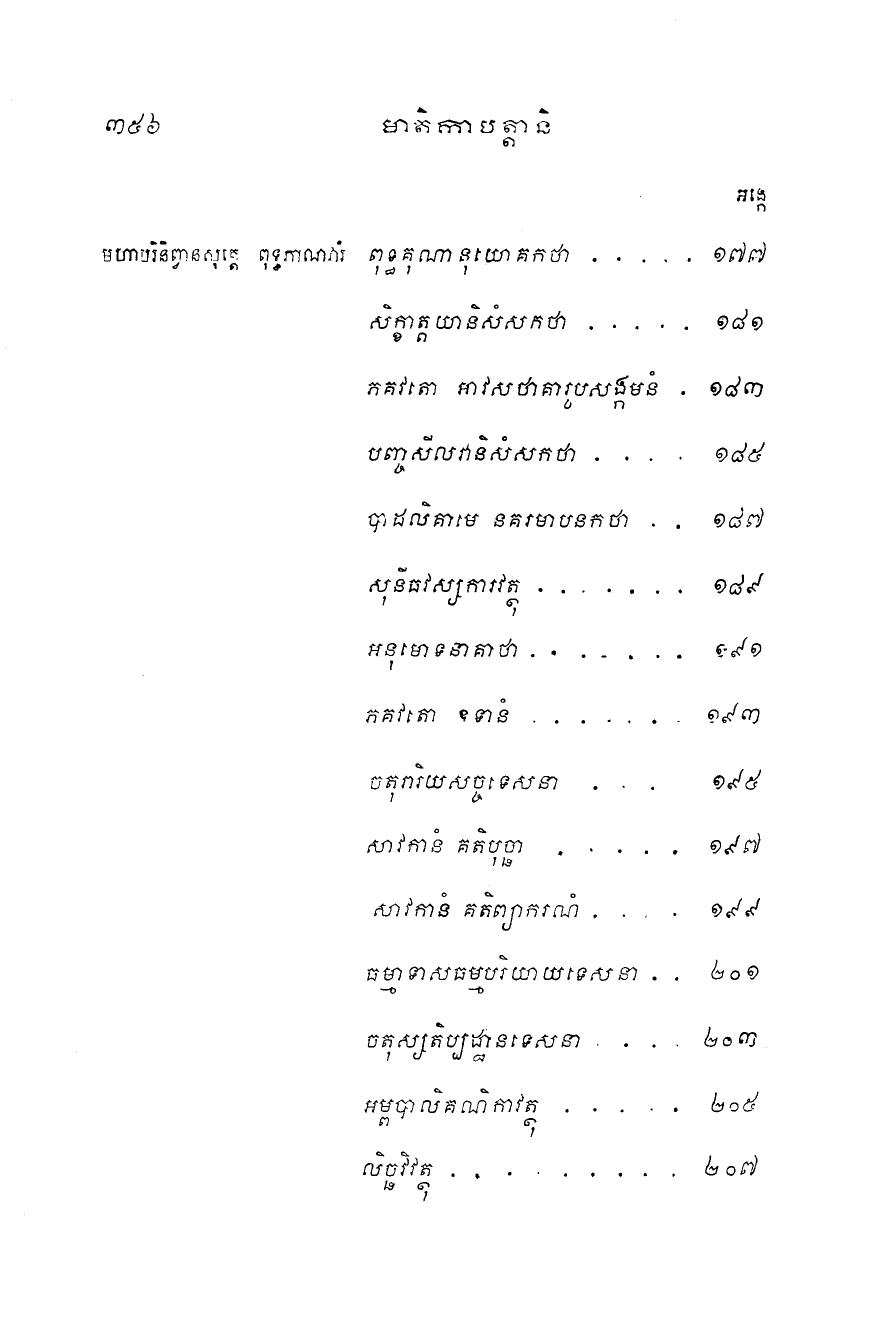 ៣៥៦ មាតិកាបត្តានិ
អង្កេ
មហាបរិនិព្វានសុត្តេ ពុទ្ធភាណវារំ ពុទ្ធគុណានុយោគកថា . . . . . ១៧៧
សិក្ខាត្តយានិសំសកថា . . . . . ១៨១
ភគវតោ អាវសថាគារូបសង្កមនំ . ១៨៣
បញ្ចសីលានិសំសកថា . . . . ១៨៥
បាដលិគាមេ នគរមាបនកថា . . ១៨៧
សុនីធវស្សការវត្ថុ . . . . . . . ១៨៩
អនុមោទនាគាថា . . . . . . . ១៩១
ភគវតោ ឧទានំ . . . . . . . ១៩៣
ចតុរារិយសច្ចទេសនា . . . ១៩៥
សាវកានំ គតិបុច្ឆា . . . . . ១៩៧
សាវកានំ គតិព្យាករណំ . . . . ១៩៩
ធម្មាទាសធម្មបរិយាយទេសនា . . ២០១
ចតុស្សតិប្បដ្ឋានទេសនា . . . . ២០៣
អម្ពបាលិគណិកាវត្ថុ . . . . . ២០៥
លិច្ឆវិវត្ថុ . . . . . . . . . ២០៧